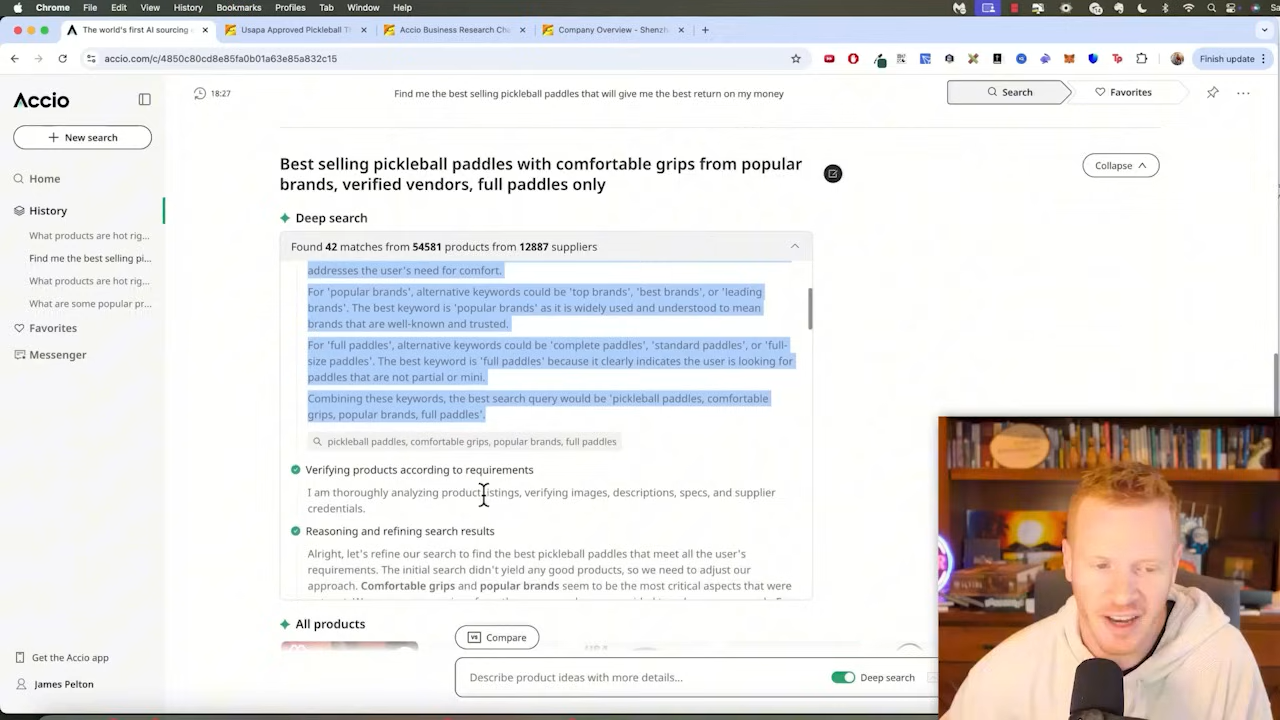 Chrome File Edit View History Bookmarks Profiles Tab Window Help
The world's first AI sourcing
Usapa Approved Pickleball T
Accio Business Research Ch
Company Overview - Shenz
accio.com/c/4850c80cd8e85fa0b01a63e85a832c15
Finish update
Accio
18:27
Find me the best selling pickleball paddles that will give me the best return on my money
Search
Favorites
New search
Home
History
What products are hot rig...
Find me the best selling pi...
What products are hot rig...
What are some popular pr...
Favorites
Messenger
Get the Accio app
James Pelton
Best selling pickleball paddles with comfortable grips from popular
brands, verified vendors, full paddles only
Collapse
Deep search
Found 42 matches from 54581 products from 12887 suppliers
addresses the user's need for comfort.
For 'popular brands', alternative keywords could be 'top brands', 'best brands', or 'leading
brands'. The best keyword is 'popular brands' as it is widely used and understood to mean
brands that are well-known and trusted.
For 'full paddles', alternative keywords could be 'complete paddles', 'standard paddles', or 'full-
size paddles'. The best keyword is 'full paddles' because it clearly indicates the user is looking for
paddles that are not partial or mini.
Combining these keywords, the best search query would be 'pickleball paddles, comfortable
grips, popular brands, full paddles'.
pickleball paddles, comfortable grips, popular brands, full paddles
Verifying products according to requirements
I am thoroughly analyzing product listings, verifying images, descriptions, specs, and supplier
credentials.
Reasoning and refining search results
Alright, let's refine our search to find the best pickleball paddles that meet all the user's
requirements. The initial search didn't yield any good products, so we need to adjust our
approach. Comfortable grips and popular brands seem to be the most critical aspects that were
All products
VS Compare
Describe product ideas with more details...
Deep search